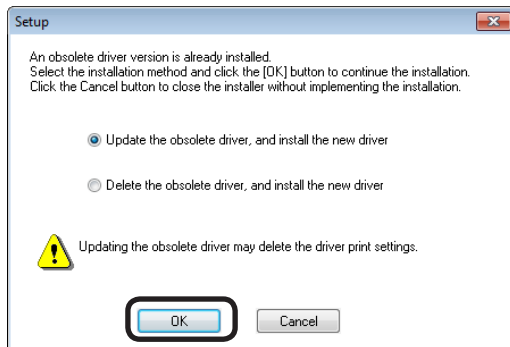 Setup
An obsolete driver version is already installed.
Select the installation method and click the [OK] button to continue the installation.
Click the Cancel button to close the installer without implementing the installation.
Update the obsolete driver, and install the new driver
Delete the obsolete driver, and install the new driver
Updating the obsolete driver may delete the driver print settings.
OK Cancel